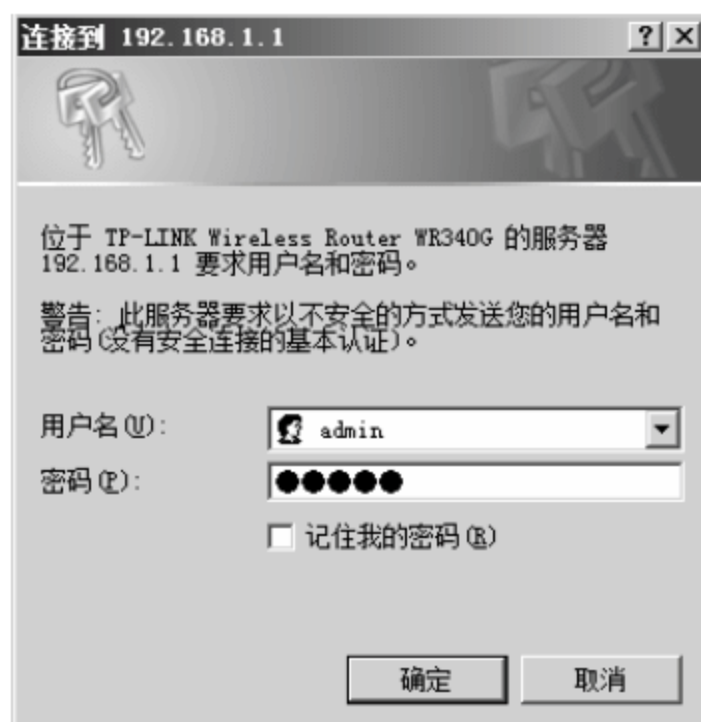 连接到 192.168.1.1
位于 TP-LINK Wireless Router WR340G 的服务器
192.168.1.1 要求用户名和密码。
警告: 此服务器要求以不安全的方式发送您的用户名和
密码(没有安全连接的基本认证)。
用户名(U): admin
密码(P): ●●●●●
记住我的密码(R)
确定 取消